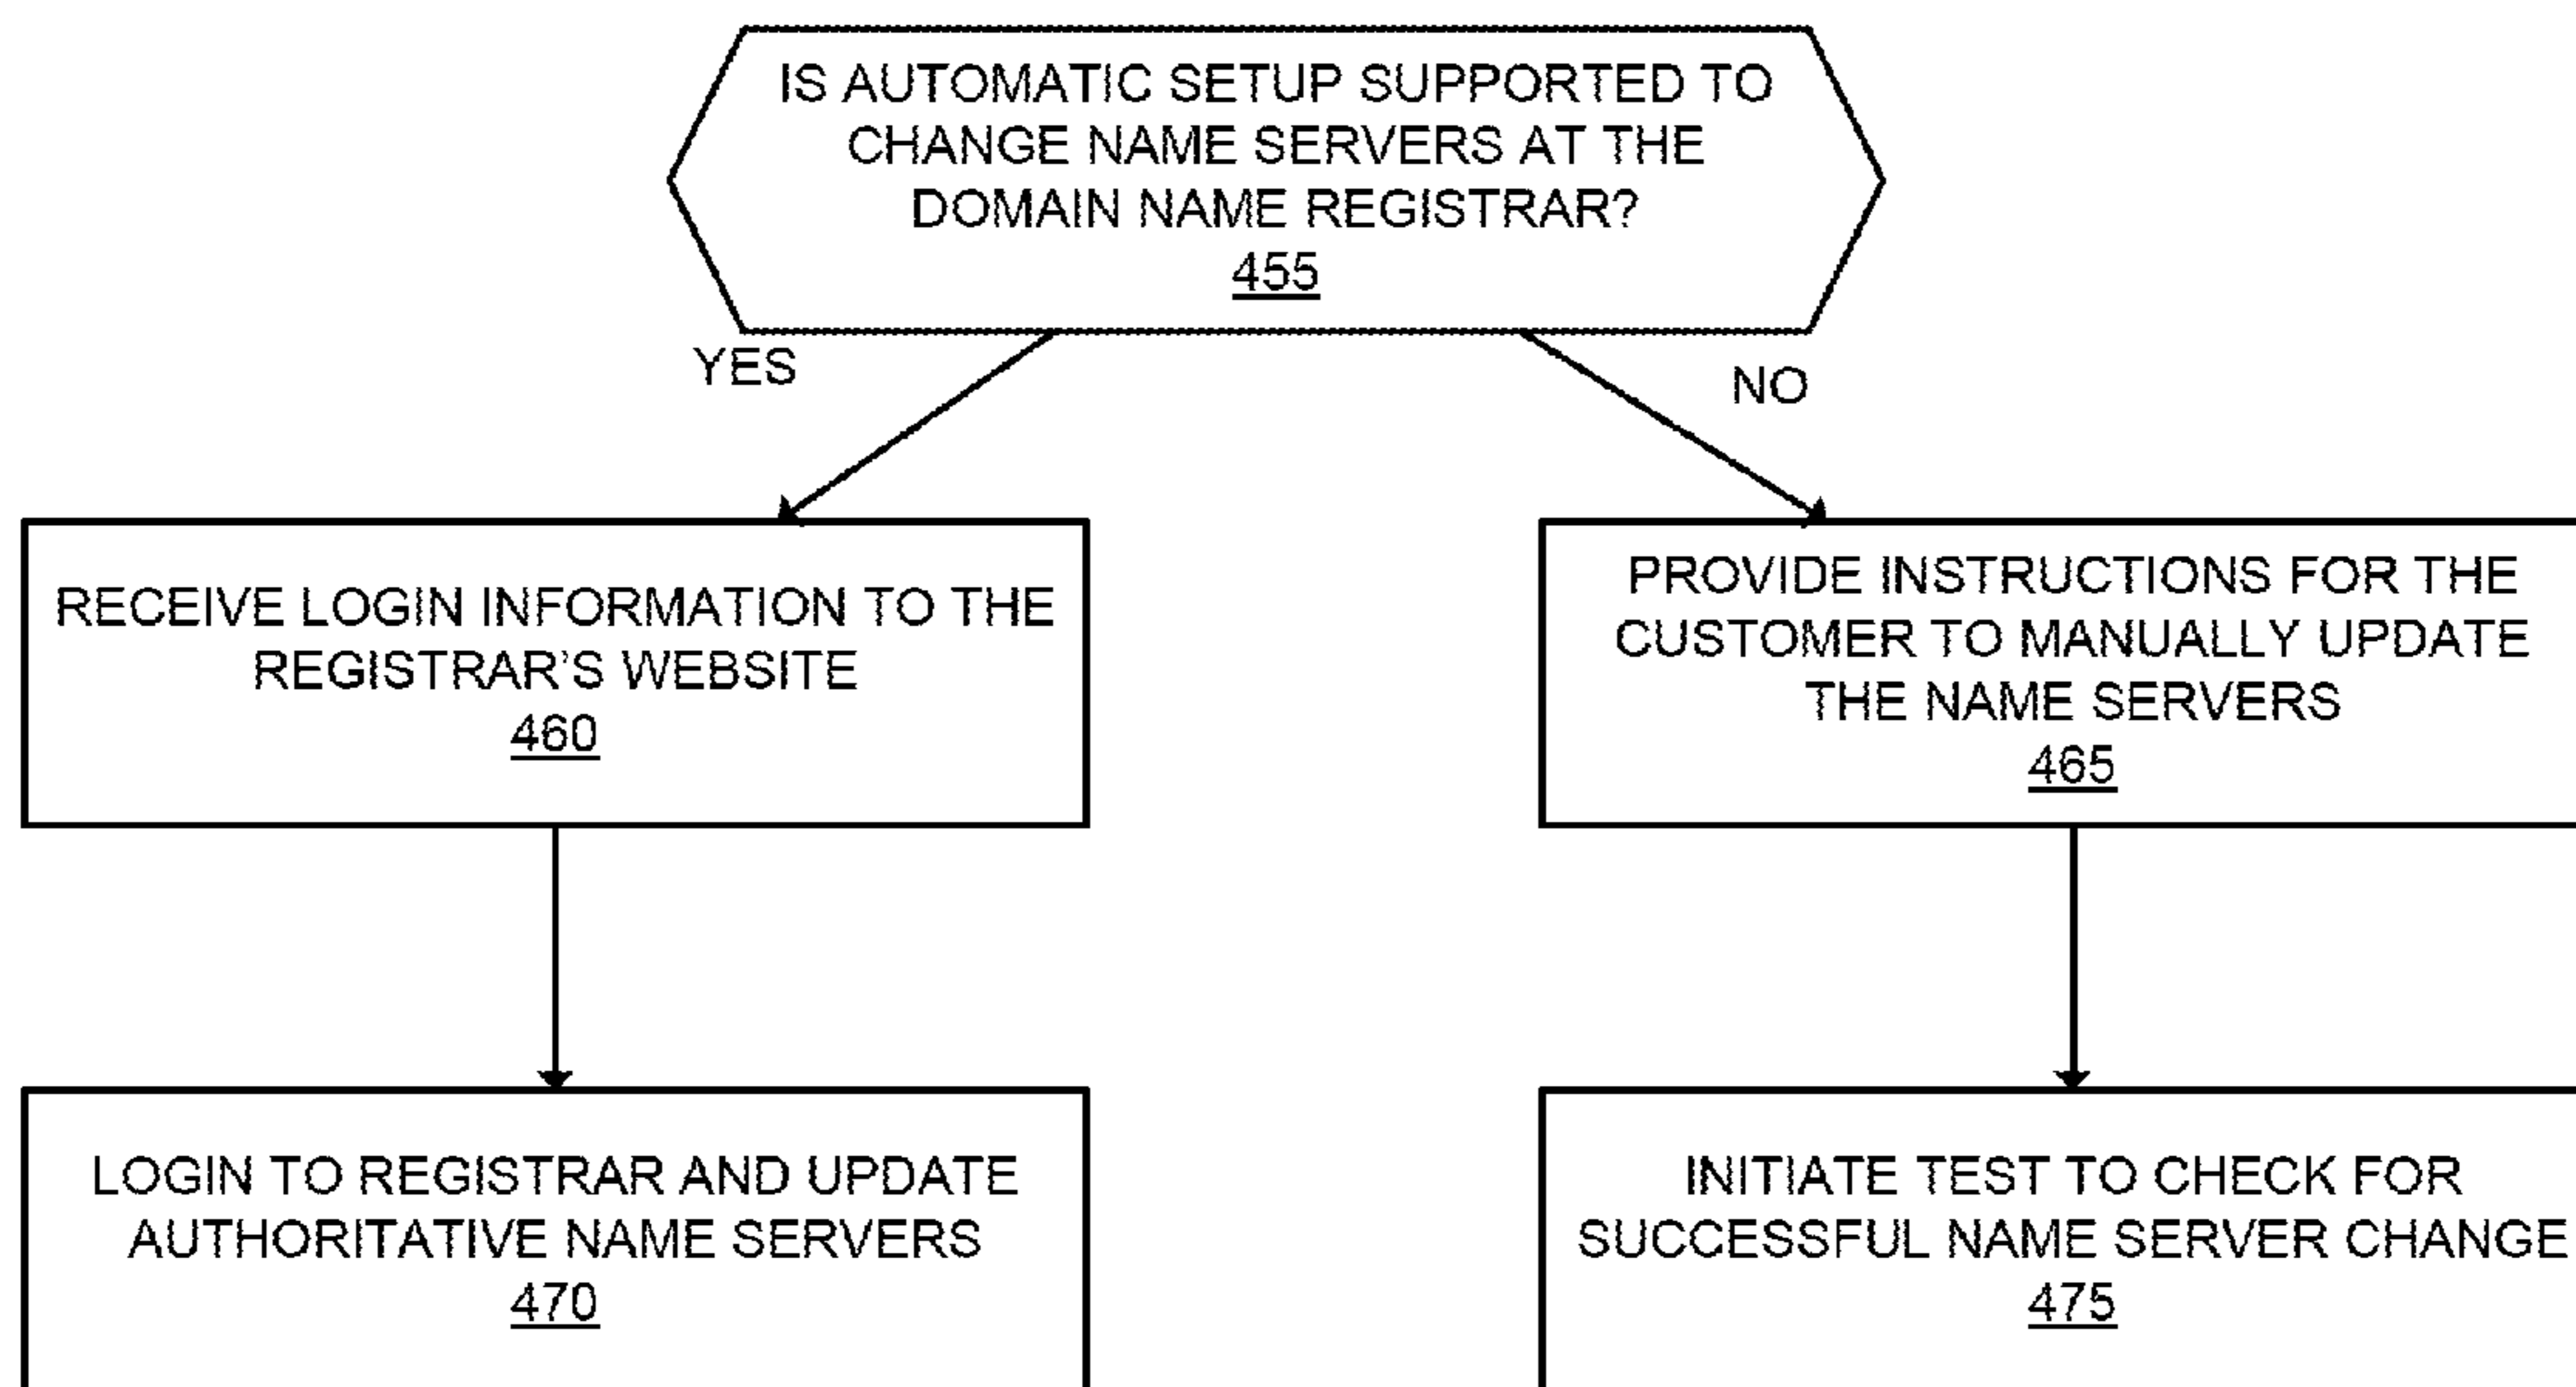 IS AUTOMATIC SETUP SUPPORTED TO
CHANGE NAME SERVERS AT THE
DOMAIN NAME REGISTRAR?
455
YES
NO
RECEIVE LOGIN INFORMATION TO THE
REGISTRAR'S WEBSITE
460
PROVIDE INSTRUCTIONS FOR THE
CUSTOMER TO MANUALLY UPDATE
THE NAME SERVERS
465
LOGIN TO REGISTRAR AND UPDATE
AUTHORITATIVE NAME SERVERS
470
INITIATE TEST TO CHECK FOR
SUCCESSFUL NAME SERVER CHANGE
475